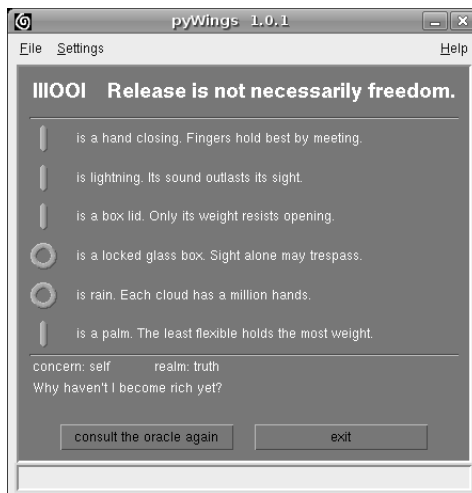 pyWings 1.0.1
File Settings Help
IIIOOI Release is not necessarily freedom.
is a hand closing. Fingers hold best by meeting.
is lightning. Its sound outlasts its sight.
is a box lid. Only its weight resists opening.
is a locked glass box. Sight alone may trespass.
is rain. Each cloud has a million hands.
is a palm. The least flexible holds the most weight.
concern: self realm: truth
Why haven't I become rich yet?
consult the oracle again exit